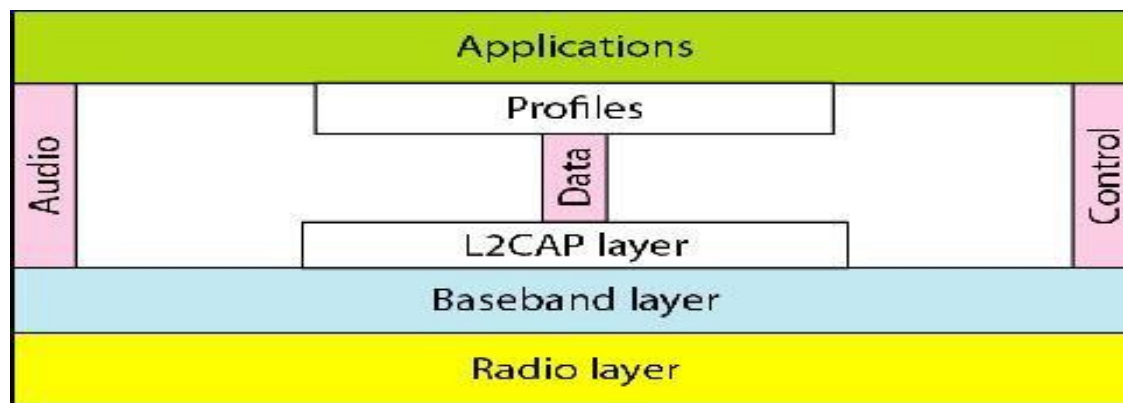 Applications
Profiles
Audio
Data
Control
L2CAP layer
Baseband layer
Radio layer